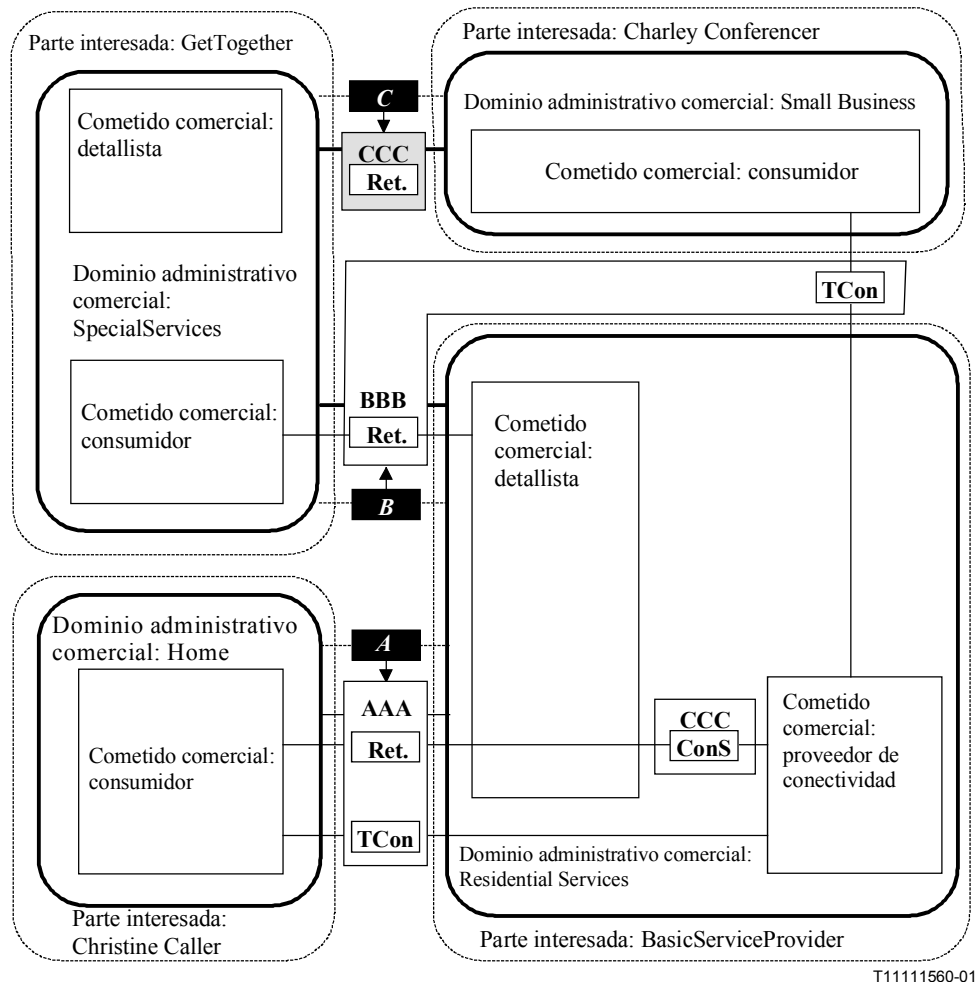 Parte interesada: GetTogether
Cometido comercial:
detallista
Dominio administrativo
comercial:
SpecialServices
Cometido comercial:
consumidor
C
CCC
Ret.
Parte interesada: Charley Conferencer
Dominio administrativo comercial: Small Business
Cometido comercial: consumidor
TCon
BBB
Ret.
B
Cometido
comercial:
detallista
Dominio administrativo
comercial: Home
Cometido comercial:
consumidor
Parte interesada:
Christine Caller
A
AAA
Ret.
TCon
CCC
ConS
Cometido
comercial:
proveedor de
conectividad
Dominio administrativo comercial:
Residential Services
Parte interesada: BasicServiceProvider
T11111560-01